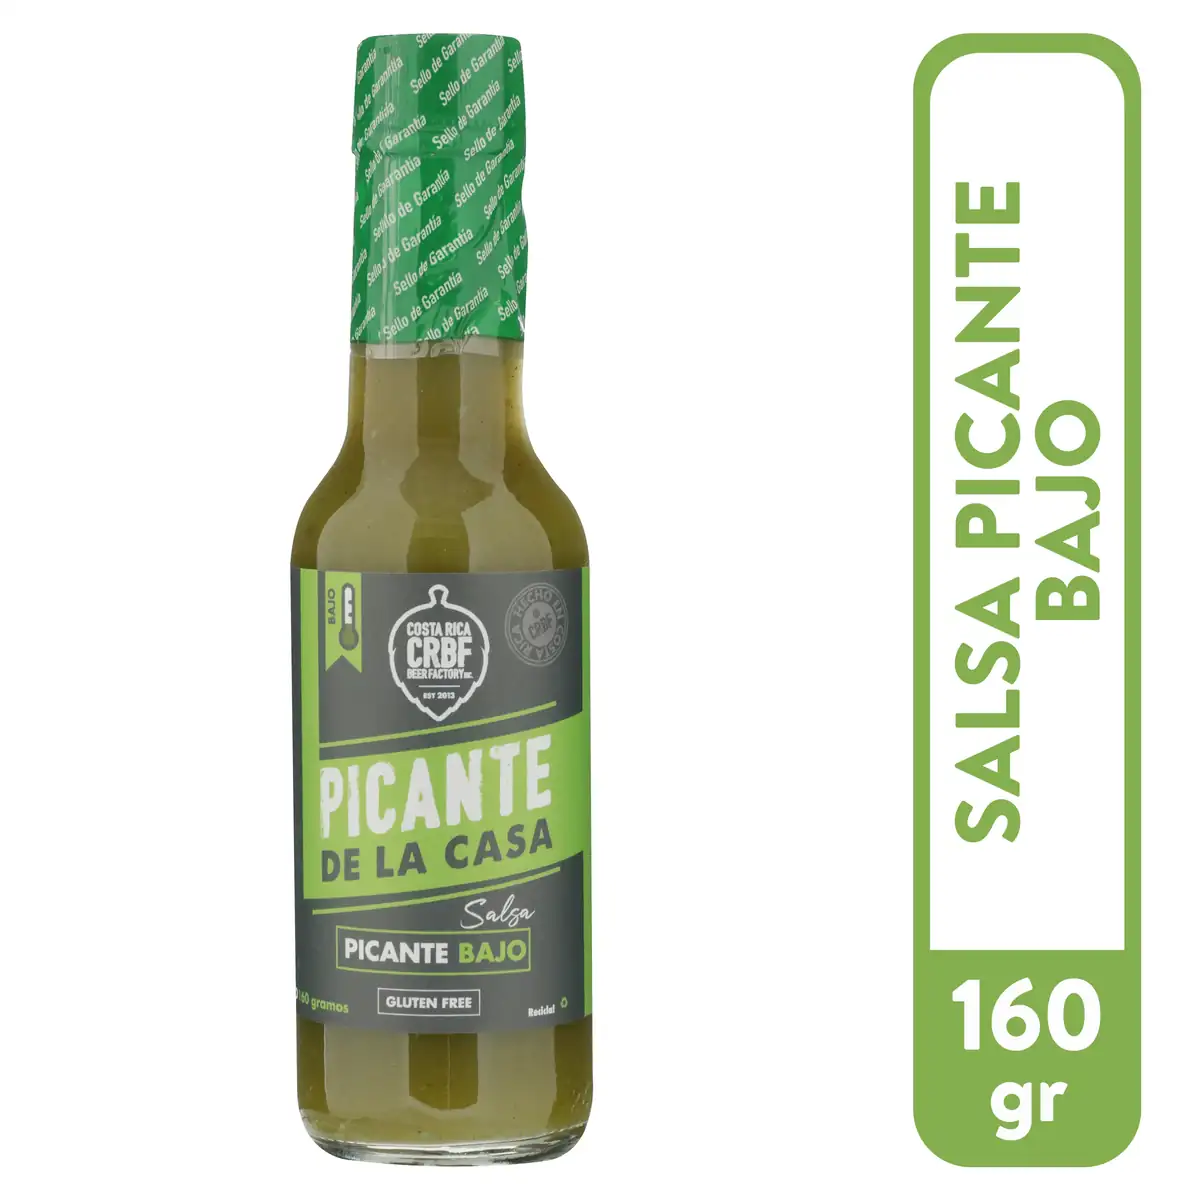 Sello de Garantía
BAJO
COSTA RICA
CRBF
BEER FACTORY INC.
EST 2013
HECHO EN COSTA RICA
CRBF
PICANTE
DE LA CASA
Salsa
PICANTE BAJO
160 gramos
GLUTEN FREE
Recicla!
SALSA PICANTE
BAJO
160
gr